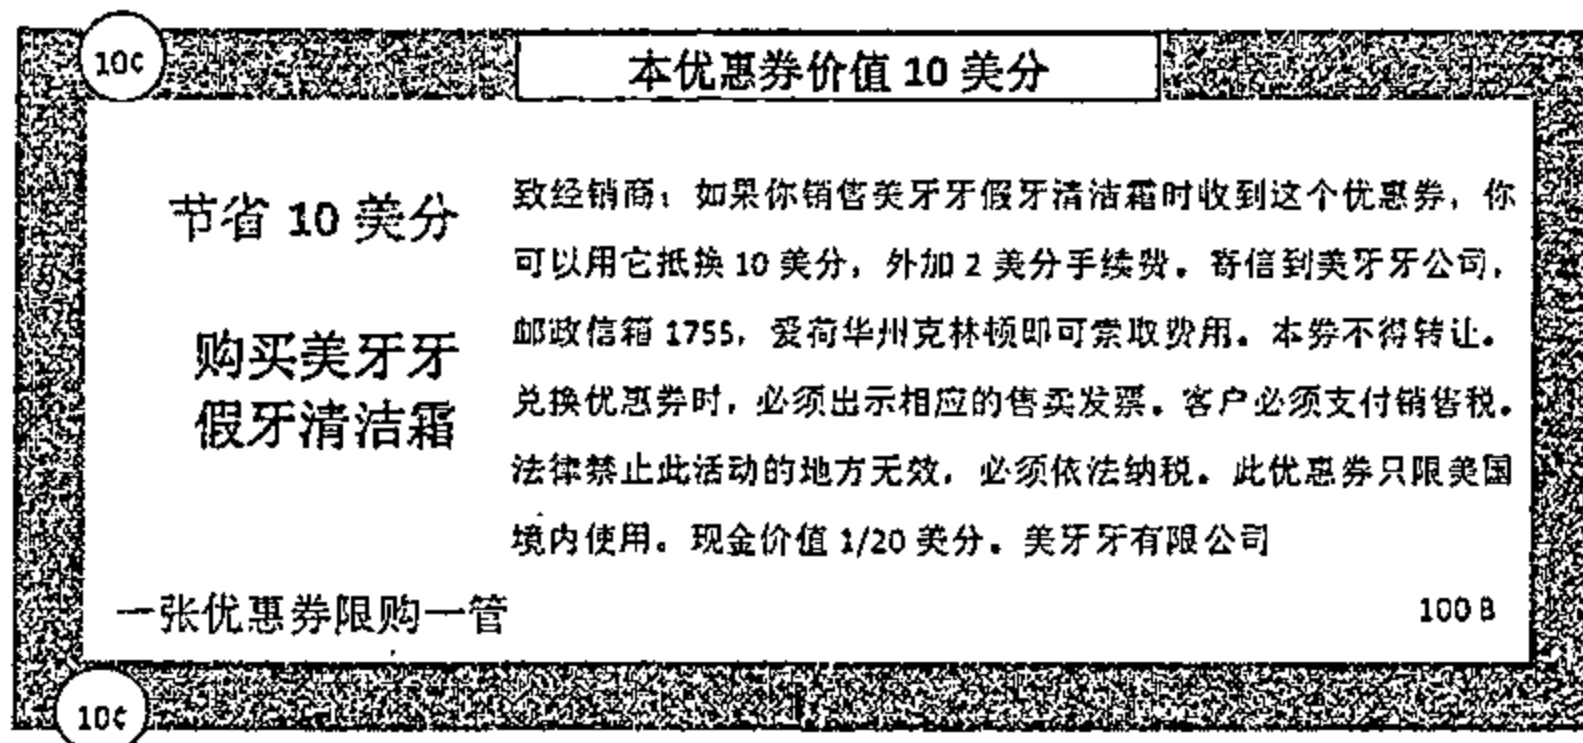 10¢
本优惠券价值 10 美分
节省 10 美分
购买美牙牙
假牙清洁霜
致经销商：如果你销售美牙牙假牙清洁霜时收到这个优惠券，你
可以用它抵换 10 美分，外加 2 美分手续费。寄信到美牙牙公司，
邮政信箱 1755，爱荷华州克林顿即可索取费用。本券不得转让。
兑换优惠券时，必须出示相应的售卖发票。客户必须支付销售税。
法律禁止此活动的地方无效，必须依法纳税。此优惠券只限美国
境内使用。现金价值 1/20 美分。美牙牙有限公司
一张优惠券限购一管
100 B
10¢